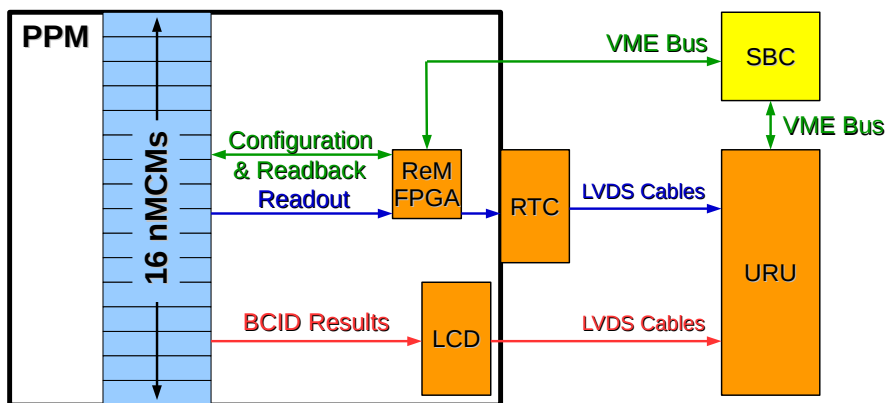 PPM
16 nMCMs
VME Bus
SBC
VME Bus
Configuration
& Readback
Readout
ReM
FPGA
RTC
LVDS Cables
URU
BCID Results
LCD
LVDS Cables